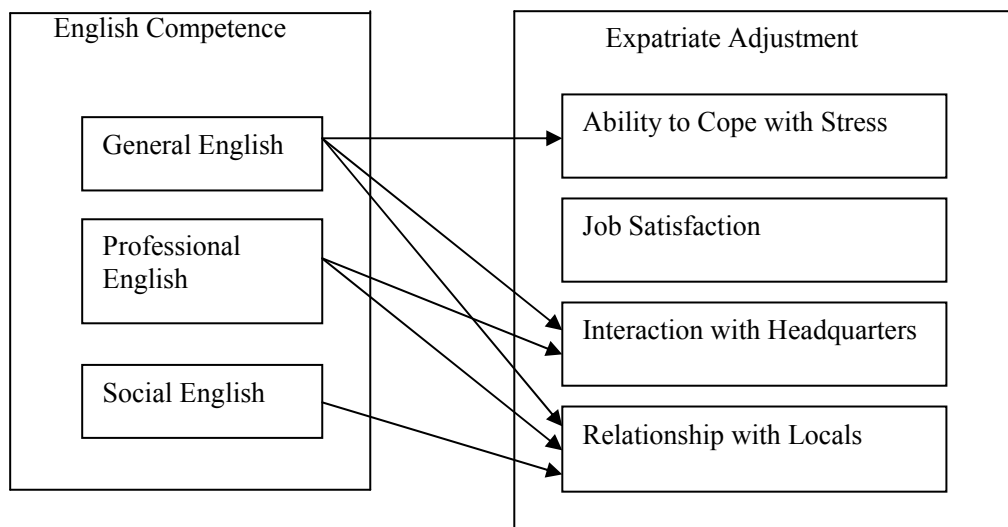 English Competence
General English
Professional
English
Social English
Expatriate Adjustment
Ability to Cope with Stress
Job Satisfaction
Interaction with Headquarters
Relationship with Locals